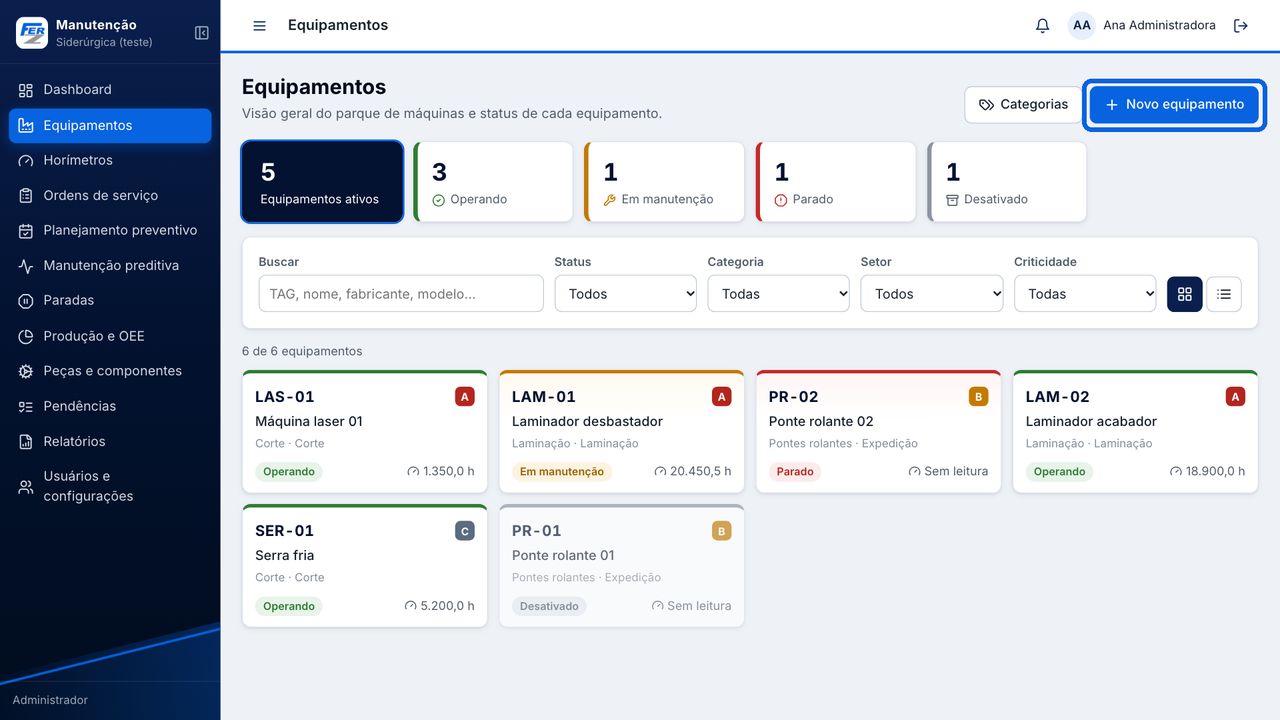 FER
2
Manutenção
Siderúrgica (teste)
Dashboard
Equipamentos
Horímetros
Ordens de serviço
Planejamento preventivo
Manutenção preditiva
Paradas
Produção e OEE
Peças e componentes
Pendências
Relatórios
Usuários e
configurações
Administrador
Equipamentos
AA Ana Administradora
Equipamentos
Visão geral do parque de máquinas e status de cada equipamento.
Categorias
Novo equipamento
5
Equipamentos ativos
3
Operando
1
Em manutenção
1
Parado
1
Desativado
Buscar
TAG, nome, fabricante, modelo...
Status
Todos
Categoria
Todas
Setor
Todos
Criticidade
Todas
6 de 6 equipamentos
LAS-01 A
Máquina laser 01
Corte · Corte
Operando 1.350,0 h
LAM-01 A
Laminador desbastador
Laminação · Laminação
Em manutenção 20.450,5 h
PR-02 B
Ponte rolante 02
Pontes rolantes · Expedição
Parado Sem leitura
LAM-02 A
Laminador acabador
Laminação · Laminação
Operando 18.900,0 h
SER-01 C
Serra fria
Corte · Corte
Operando 5.200,0 h
PR-01 B
Ponte rolante 01
Pontes rolantes · Expedição
Desativado Sem leitura